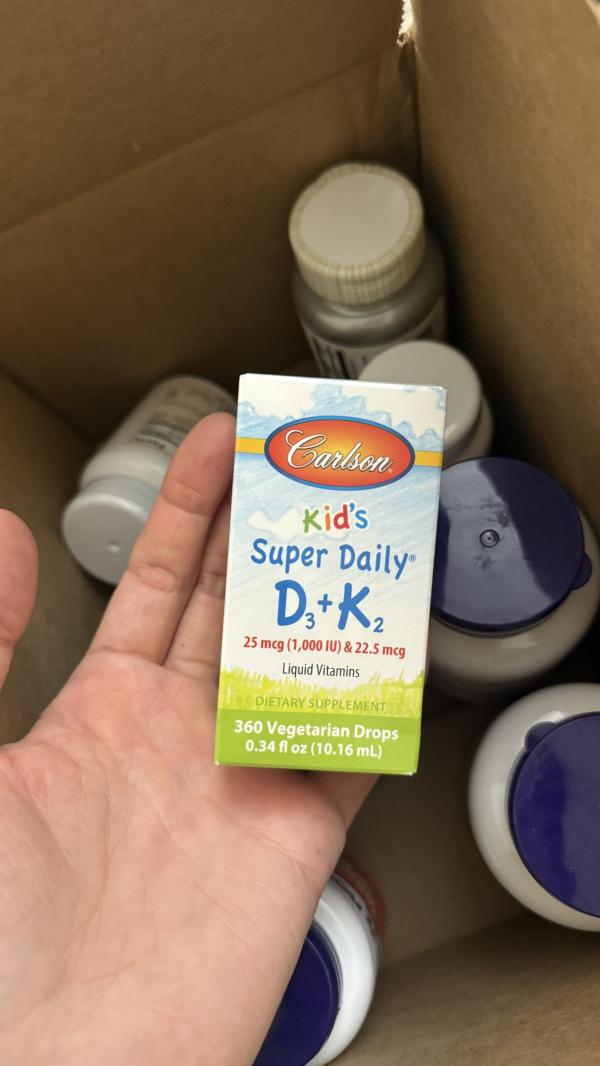 Carlson®
Kid's
Super Daily®
D₃+K₂
25 mcg (1,000 IU) & 22.5 mcg
Liquid Vitamins
DIETARY SUPPLEMENT
360 Vegetarian Drops
0.34 fl oz (10.16 mL)